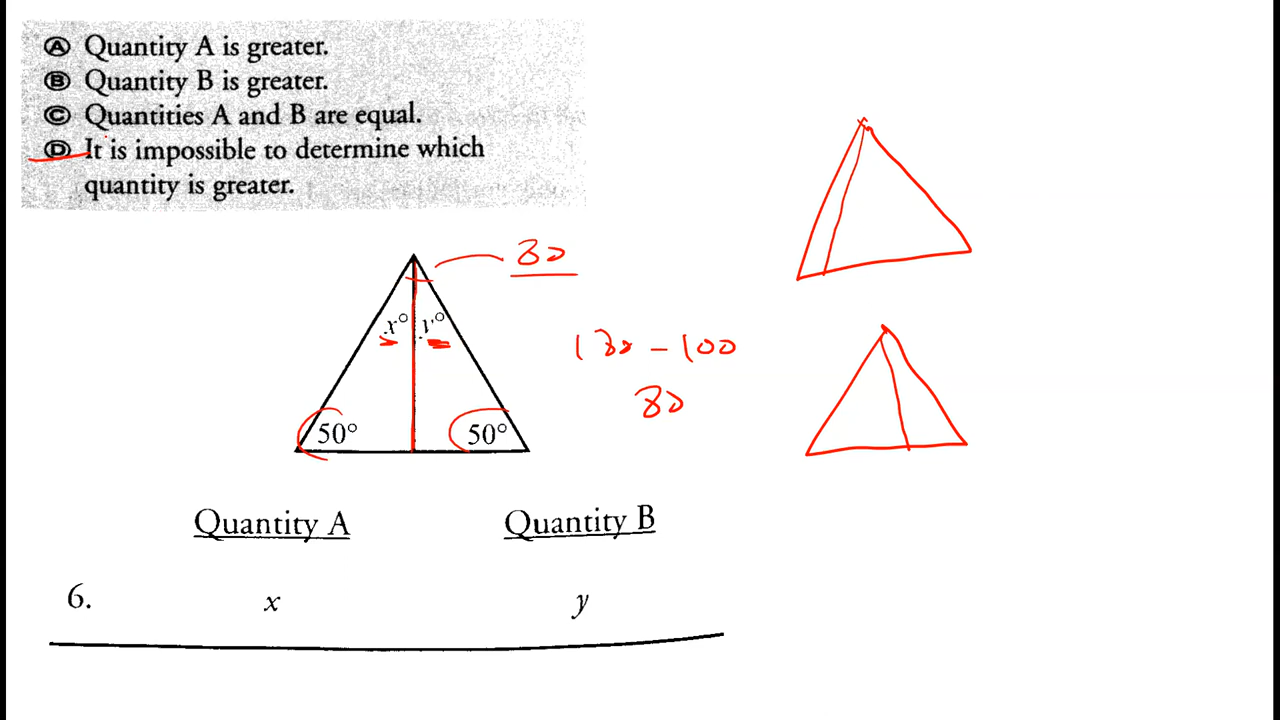 Ⓐ Quantity A is greater.
Ⓑ Quantity B is greater.
Ⓒ Quantities A and B are equal.
Ⓓ It is impossible to determine which
quantity is greater.
80
x° y°
180 - 100
80
50° 50°
Quantity A Quantity B
6. x y